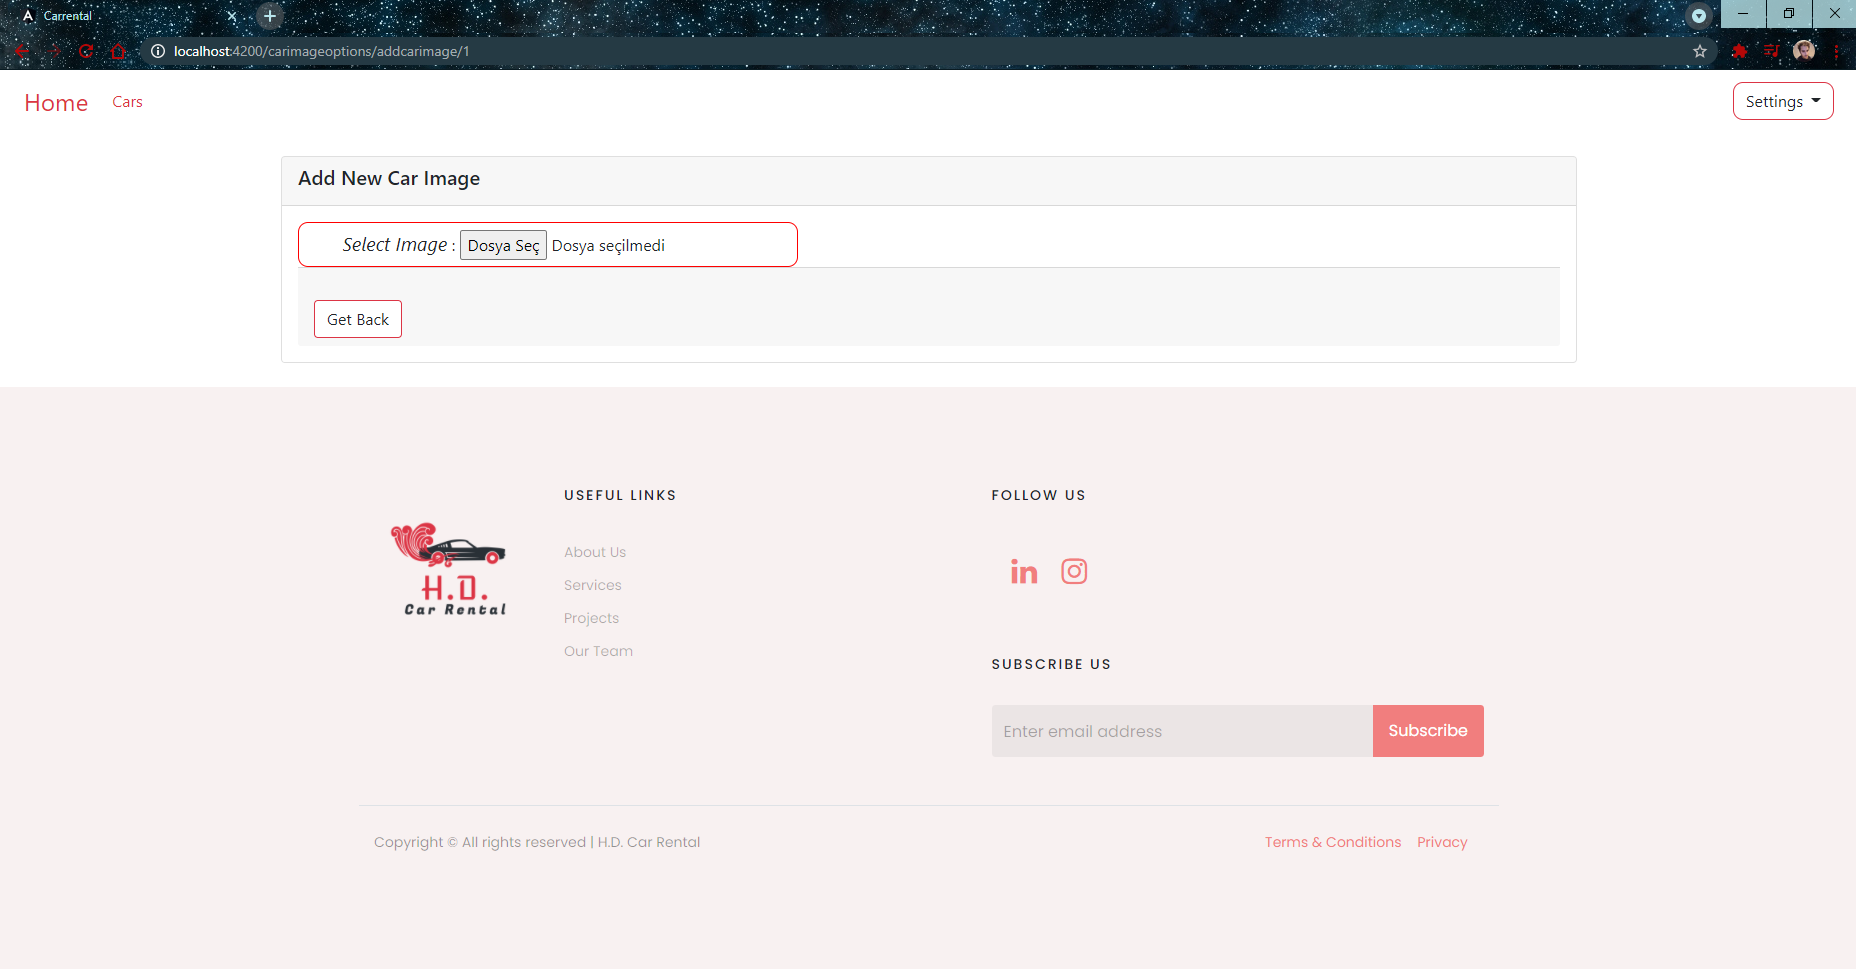 Carrental
localhost:4200/carimageoptions/addcarimage/1
Home Cars Settings
Add New Car Image
Select Image : Dosya Seç Dosya seçilmedi
Get Back
USEFUL LINKS
About Us
Services
Projects
Our Team
H.D.
Car Rental
FOLLOW US
in
SUBSCRIBE US
Enter email address Subscribe
Copyright © All rights reserved | H.D. Car Rental
Terms & Conditions Privacy